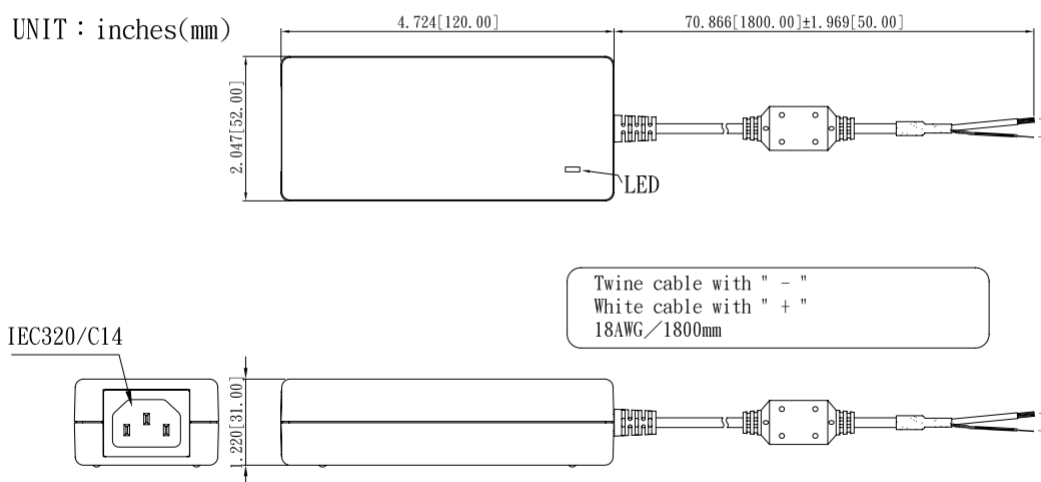 UNIT：inches(mm)
4.724[120.00]
70.866[1800.00]±1.969[50.00]
2.047[52.00]
LED
Twine cable with " - "
White cable with " + "
18AWG／1800mm
IEC320/C14
1.220[31.00]